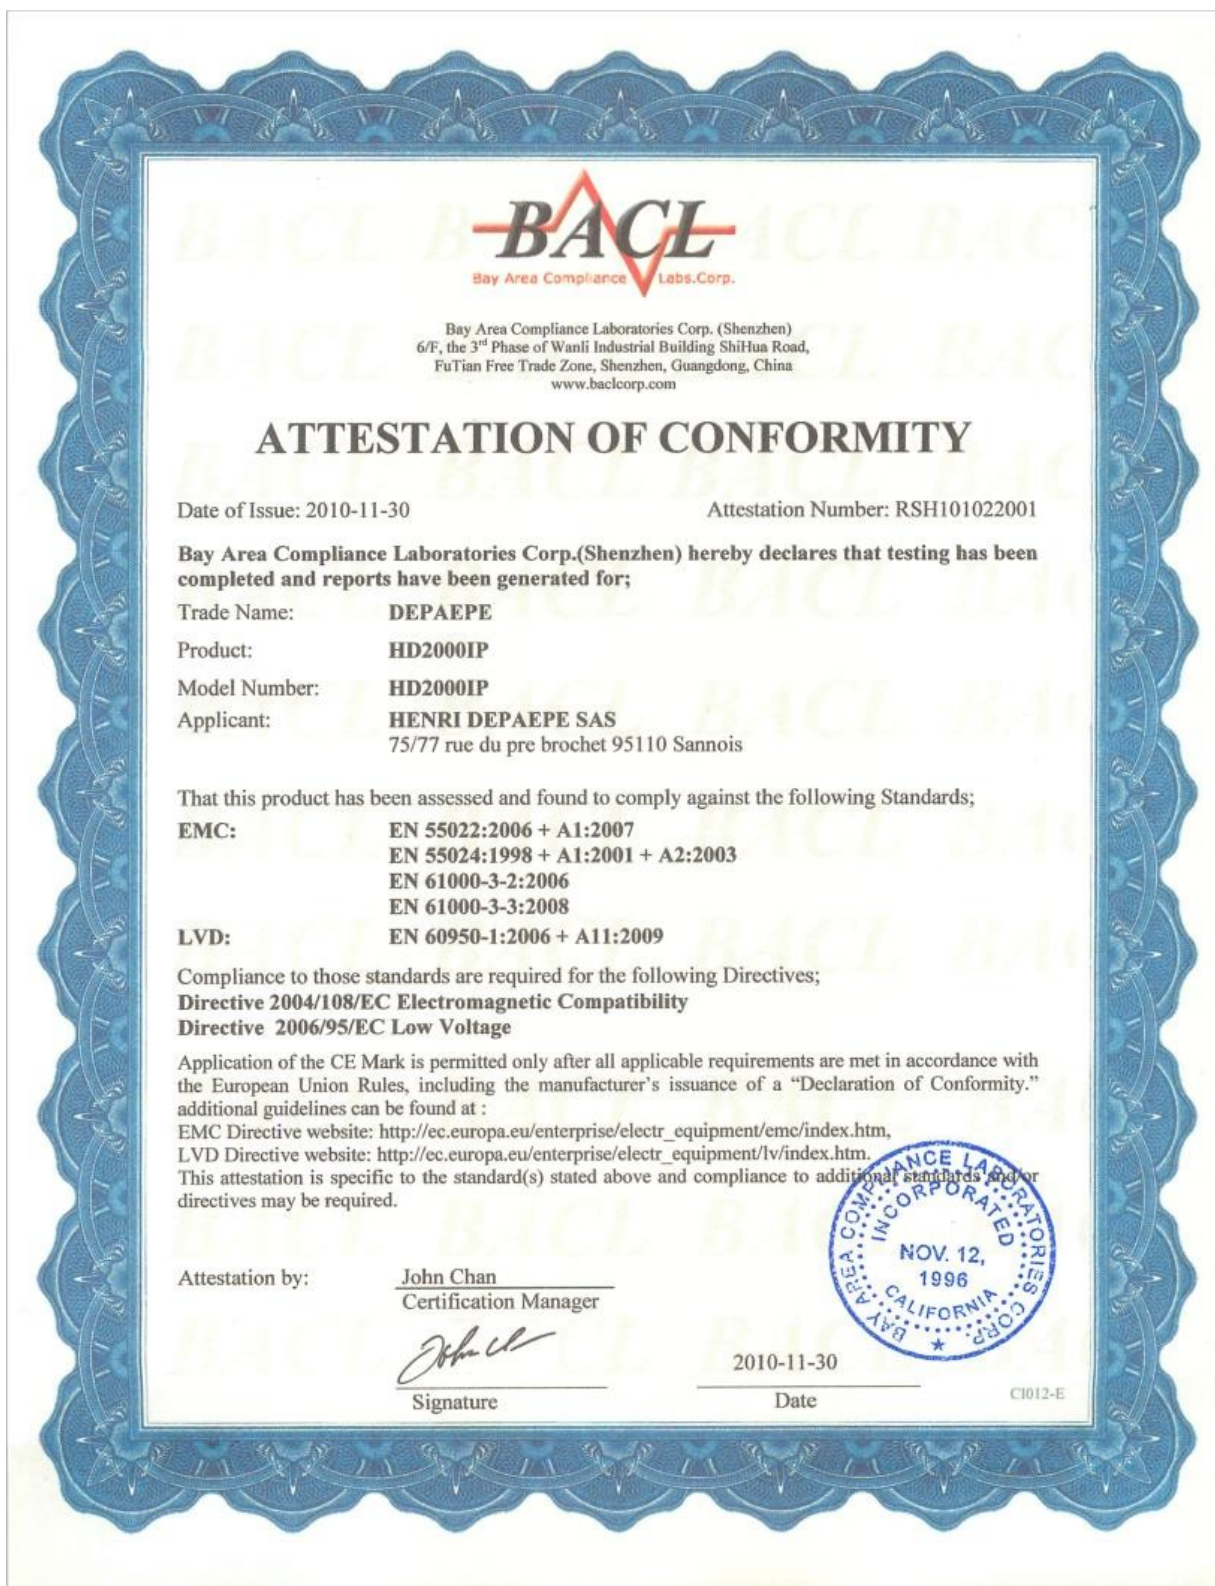 BACL
Bay Area Compliance Labs.Corp.
Bay Area Compliance Laboratories Corp. (Shenzhen)
6/F, the 3rd Phase of Wanli Industrial Building ShiHua Road,
FuTian Free Trade Zone, Shenzhen, Guangdong, China
www.baclcorp.com
ATTESTATION OF CONFORMITY
Date of Issue: 2010-11-30 Attestation Number: RSH101022001
Bay Area Compliance Laboratories Corp.(Shenzhen) hereby declares that testing has been
completed and reports have been generated for;
Trade Name: DEPAEPE
Product: HD2000IP
Model Number: HD2000IP
Applicant: HENRI DEPAEPE SAS
75/77 rue du pre brochet 95110 Sannois
That this product has been assessed and found to comply against the following Standards;
EMC: EN 55022:2006 + A1:2007
EN 55024:1998 + A1:2001 + A2:2003
EN 61000-3-2:2006
EN 61000-3-3:2008
LVD: EN 60950-1:2006 + A11:2009
Compliance to those standards are required for the following Directives;
Directive 2004/108/EC Electromagnetic Compatibility
Directive 2006/95/EC Low Voltage
Application of the CE Mark is permitted only after all applicable requirements are met in accordance with
the European Union Rules, including the manufacturer's issuance of a “Declaration of Conformity.”
additional guidelines can be found at :
EMC Directive website: http://ec.europa.eu/enterprise/electr_equipment/emc/index.htm,
LVD Directive website: http://ec.europa.eu/enterprise/electr_equipment/lv/index.htm.
This attestation is specific to the standard(s) stated above and compliance to additional standards and/or
directives may be required.
BAY AREA COMPLIANCE LABORATORIES CORP.
INCORPORATED
NOV. 12,
1996
CALIFORNIA
Attestation by: John Chan
Certification Manager
2010-11-30
Signature Date
CI012-E